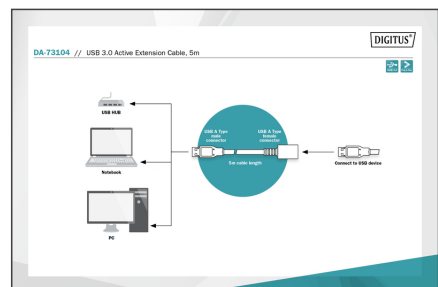 DIGITUS®
DA-73104 // USB 3.0 Active Extension Cable, 5m
USB HUB
USB A Type
male
connector
USB A Type
female
connector
5m cable length
Connect to USB device
Notebook
PC